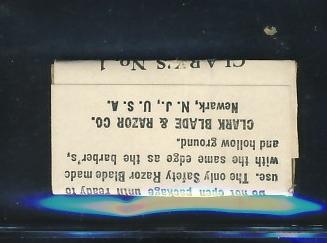 Do not open package until ready to
use. The only Safety Razor Blade made
with the same edge as the barber's,
and hollow ground.
CLARK BLADE & RAZOR CO.
Newark, N. J., U. S. A.
CLARK'S No. 1